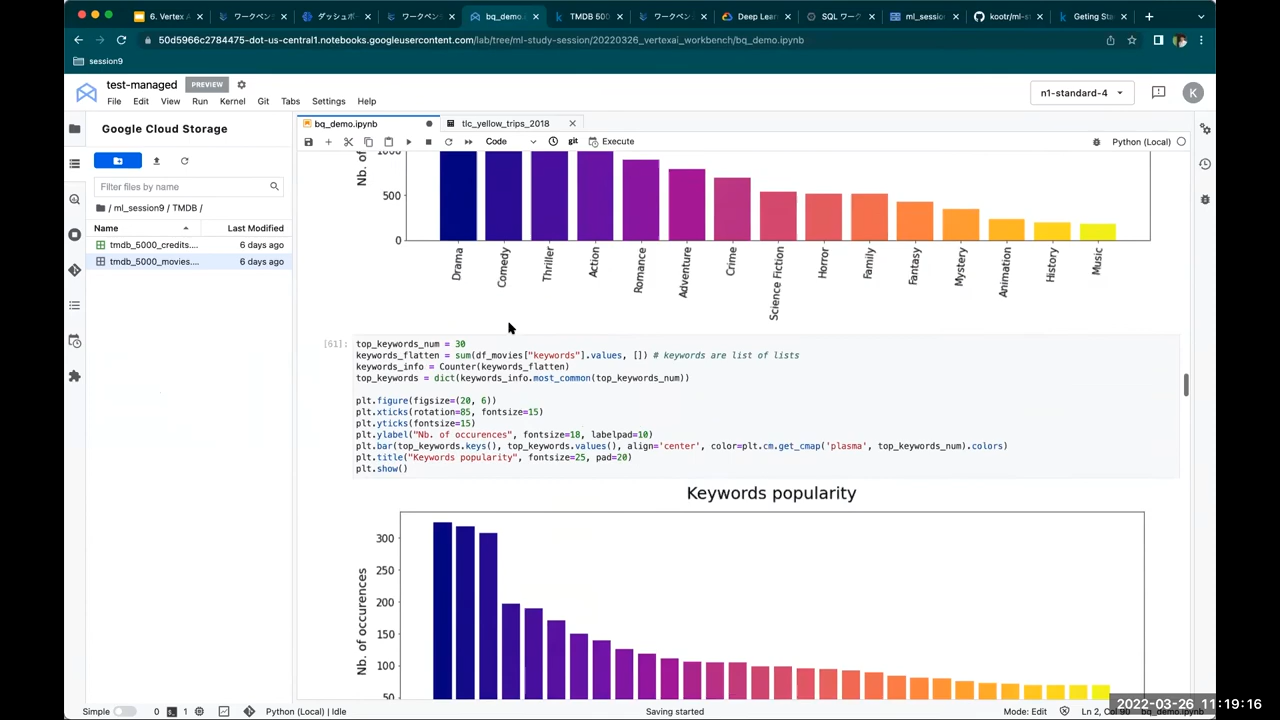 6. Vertex A
ワークベン
ダッシュボ
ワークベン
bq_demo
TMDB 500
ワークベン
Deep Lear
SQL ワーク
ml_session
kootr/ml-s
Geting Sta
50d5966c2784475-dot-us-central1.notebooks.googleusercontent.com/lab/tree/ml-study-session/20220326_vertexai_workbench/bq_demo.ipynb
session9
test-managed PREVIEW
n1-standard-4
K
File Edit View Run Kernel Git Tabs Settings Help
Google Cloud Storage
bq_demo.ipynb
tlc_yellow_trips_2018
Code
git
Execute
Python (Local)
Filter files by name
/ ml_session9 / TMDB /
Name Last Modified
tmdb_5000_credits.... 6 days ago
tmdb_5000_movies.... 6 days ago
Nb. of
1000
500
0
Drama
Comedy
Thriller
Action
Romance
Adventure
Crime
Science Fiction
Horror
Family
Fantasy
Mystery
Animation
History
Music
[61]:
top_keywords_num = 30
keywords_flatten = sum(df_movies["keywords"].values, []) # keywords are list of lists
keywords_info = Counter(keywords_flatten)
top_keywords = dict(keywords_info.most_common(top_keywords_num))
plt.figure(figsize=(20, 6))
plt.xticks(rotation=85, fontsize=15)
plt.yticks(fontsize=15)
plt.ylabel("Nb. of occurences", fontsize=18, labelpad=10)
plt.bar(top_keywords.keys(), top_keywords.values(), align='center', color=plt.cm.get_cmap('plasma', top_keywords_num).colors)
plt.title("Keywords popularity", fontsize=25, pad=20)
plt.show()
Keywords popularity
Nb. of occurences
300
250
200
150
100
50
Simple 0 1 Python (Local) | Idle Saving started Mode: Edit Ln 2, Col 90 bq_demo.ipynb
2022-03-26 11:19:16